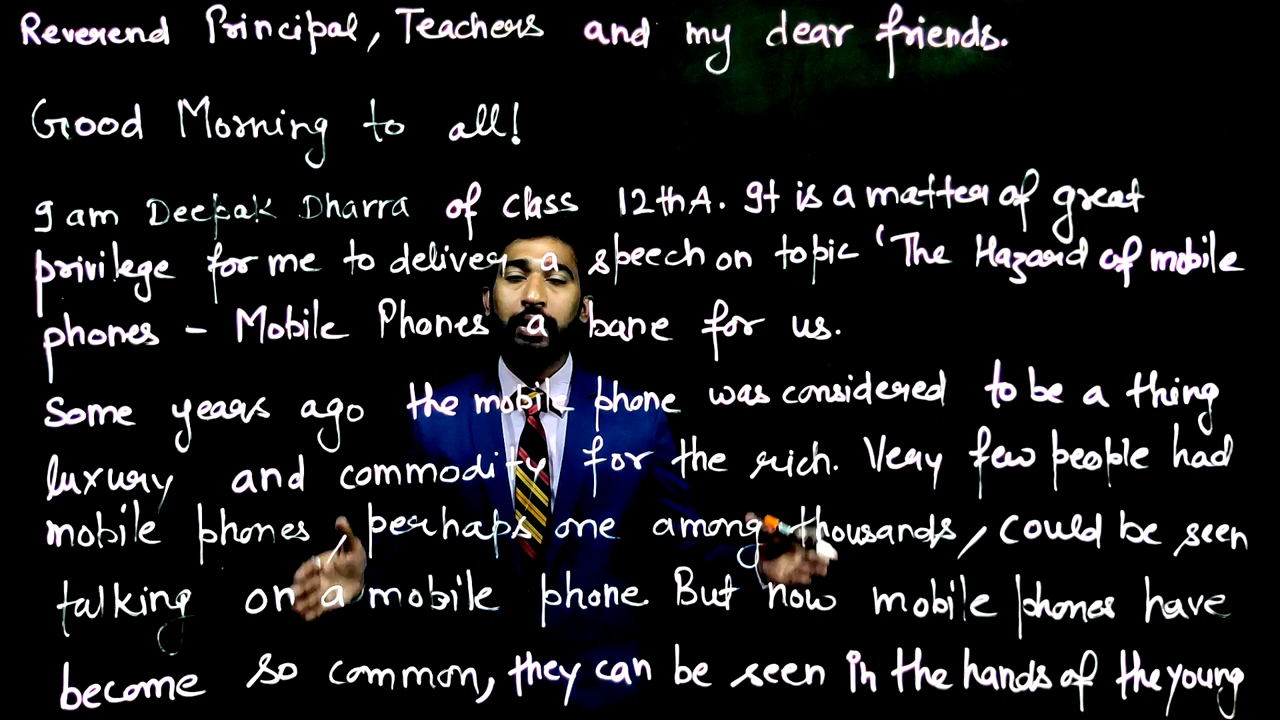 Reverend Principal, Teachers and my dear friends.
Good Morning to all!
I am Deepak Dharra of class 12th A. It is a matter of great
privilege for me to deliver a speech on topic 'The Hazard of mobile
phones - Mobile Phones a bane for us.
Some years ago the mobile phone was considered to be a thing
luxury and commodity for the rich. Very few people had
mobile phones, perhaps one among thousands, could be seen
talking on a mobile phone. But now mobile phones have
become so common, they can be seen in the hands of the young